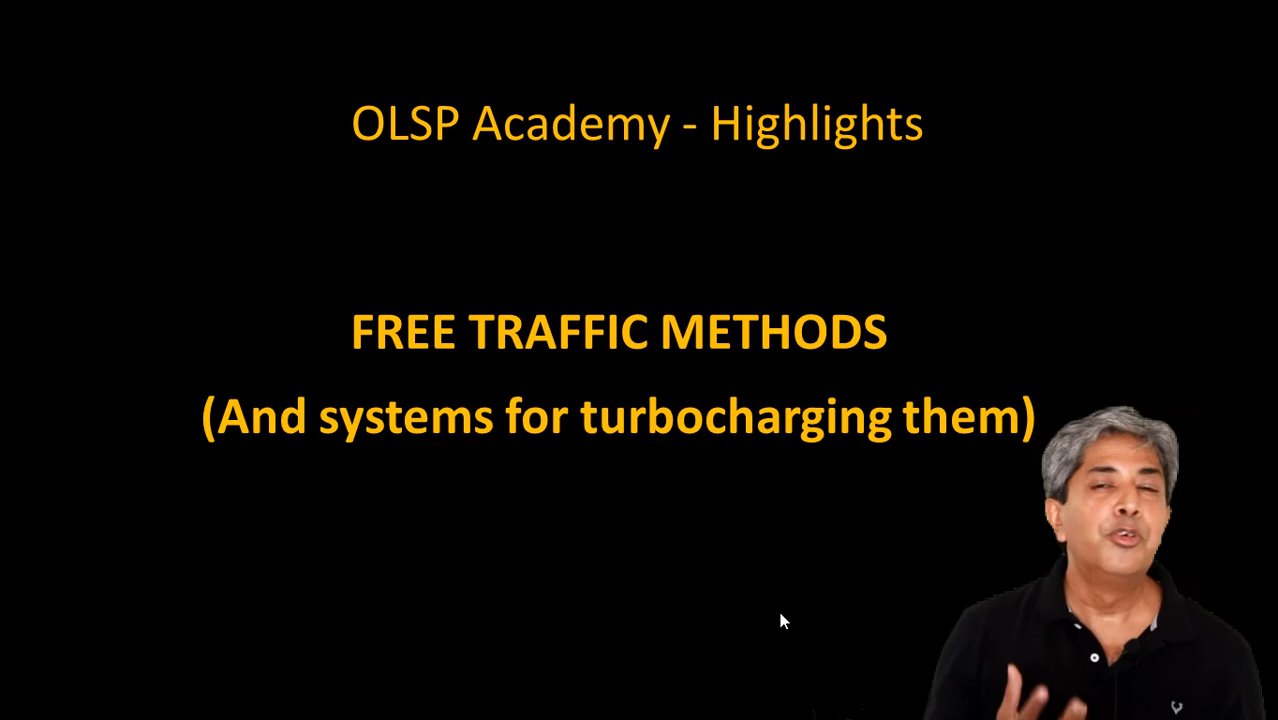 OLSP Academy - Highlights
FREE TRAFFIC METHODS
(And systems for turbocharging them)